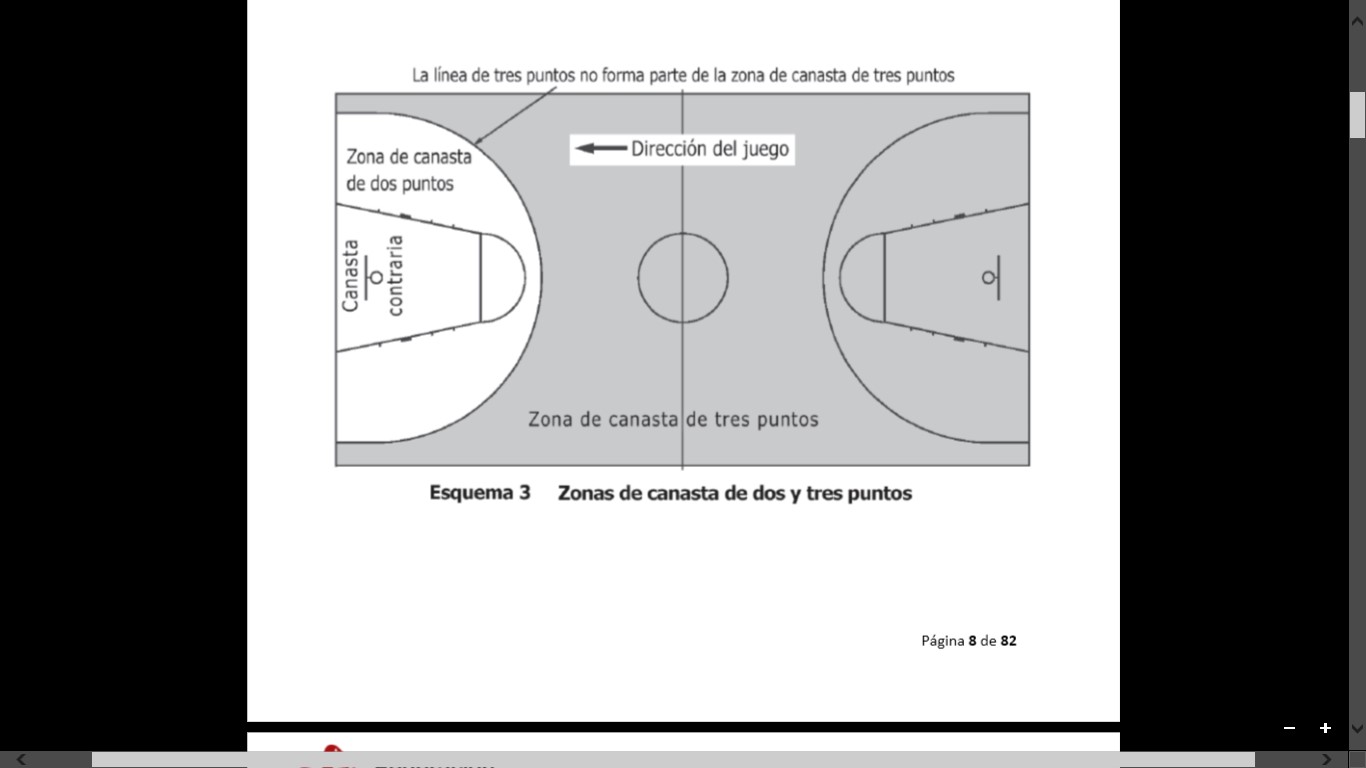 La línea de tres puntos no forma parte de la zona de canasta de tres puntos
Dirección del juego
Zona de canasta
de dos puntos
Canasta
contraria
Zona de canasta de tres puntos
Esquema 3 Zonas de canasta de dos y tres puntos
Página 8 de 82